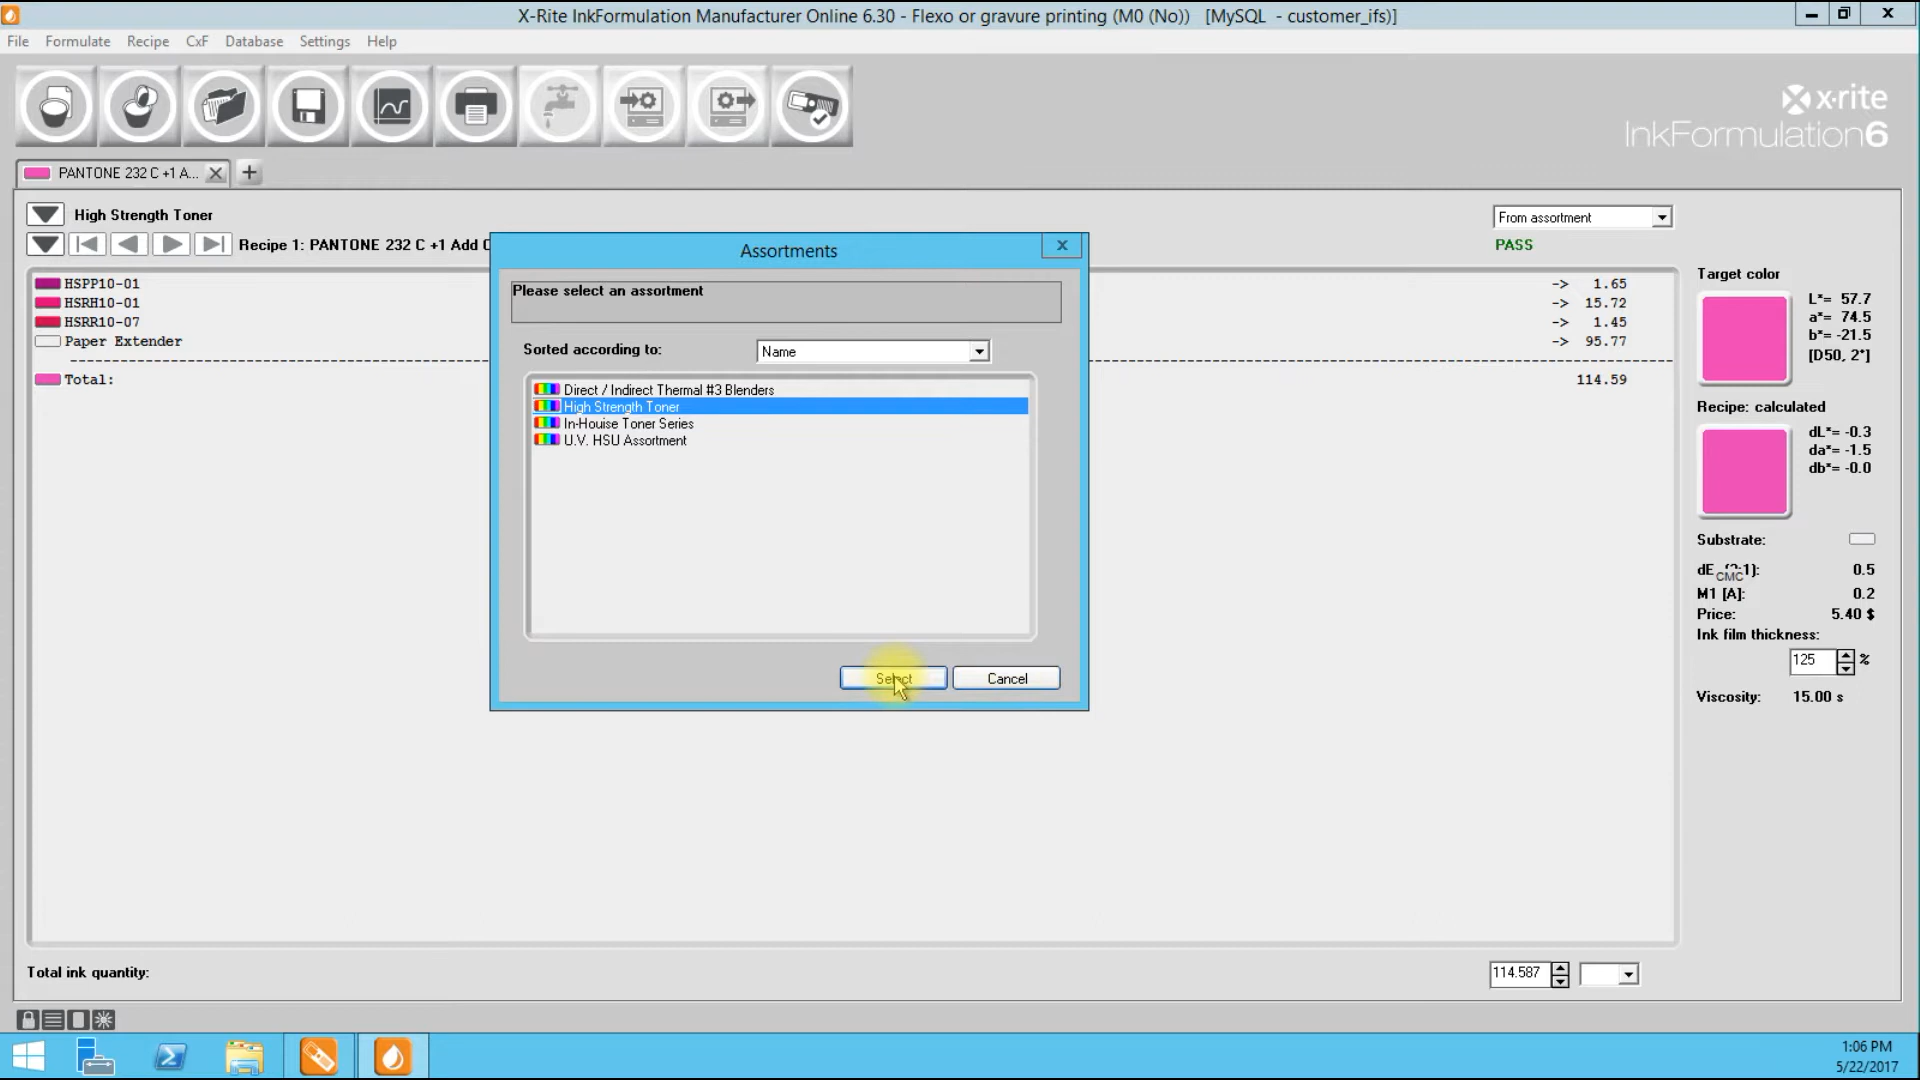 X-Rite InkFormulation Manufacturer Online 6.30 - Flexo or gravure printing (M0 (No)) [MySQL - customer_ifs)]
File Formulate Recipe CxF Database Settings Help
x·rite
InkFormulation6
PANTONE 232 C +1 A...
High Strength Toner
From assortment
Recipe 1: PANTONE 232 C +1 Add
PASS
HSPP10-01 -> 1.65
HSRH10-01 -> 15.72
HSRR10-07 -> 1.45
Paper Extender -> 95.77
Total: 114.59
Assortments
Please select an assortment
Sorted according to: Name
Direct / Indirect Thermal #3 Blenders
High Strength Toner
In-Houise Toner Series
U.V. HSU Assortment
Select Cancel
Target color
L*= 57.7
a*= 74.5
b*= -21.5
[D50, 2°]
Recipe: calculated
dL*= -0.3
da*= -1.5
db*= -0.0
Substrate:
dE CMC (2:1): 0.5
M1 [A]: 0.2
Price: 5.40 $
Ink film thickness:
125 %
Viscosity: 15.00 s
Total ink quantity: 114.587
1:06 PM
5/22/2017